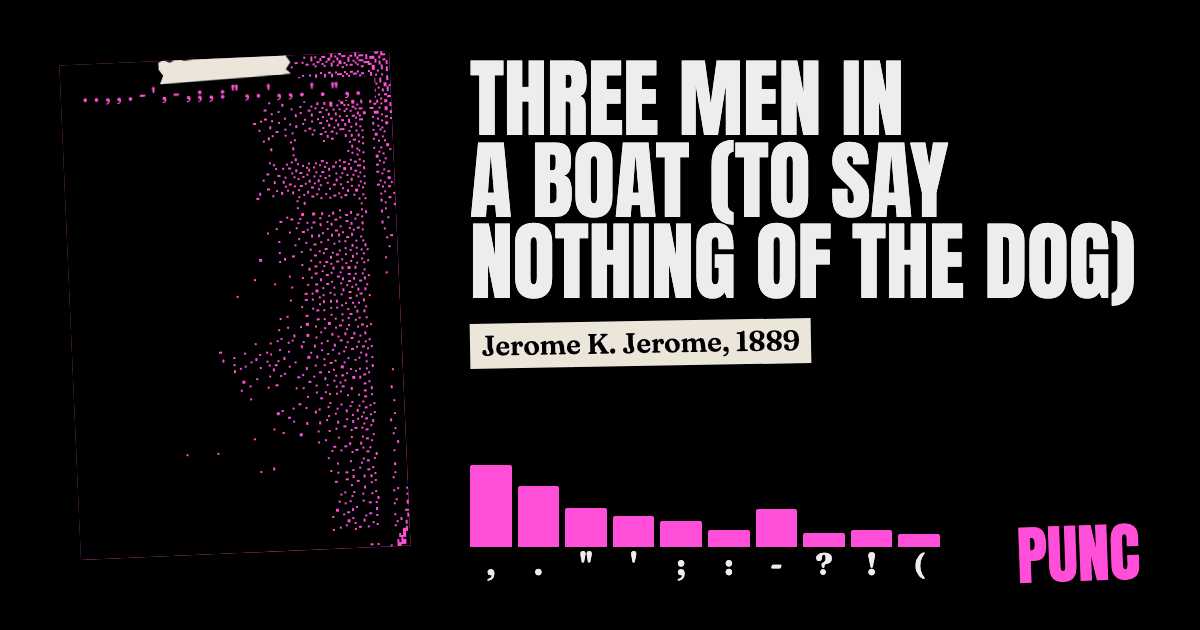 ..,,.-',-,;,:",.',,.'.",.
THREE MEN IN
A BOAT (TO SAY
NOTHING OF THE DOG)
Jerome K. Jerome, 1889
, . " ' ; : - ? ! (
PUNC